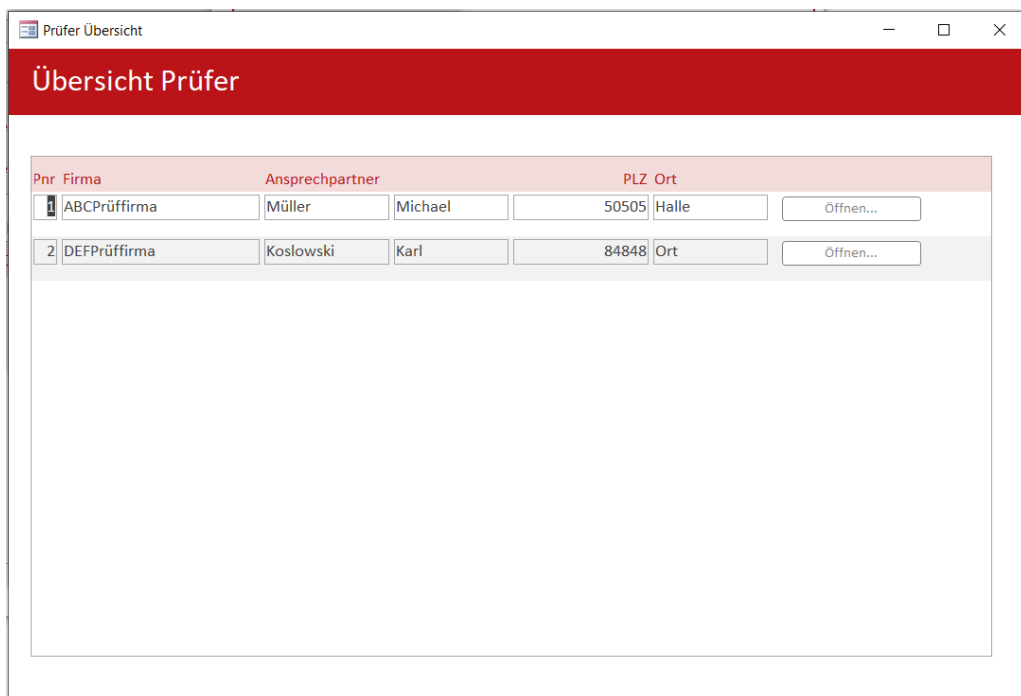 Prüfer Übersicht
Übersicht Prüfer
Pnr Firma Ansprechpartner PLZ Ort
1 ABCPrüffirma Müller Michael 50505 Halle Öffnen...
2 DEFPrüffirma Koslowski Karl 84848 Ort Öffnen...